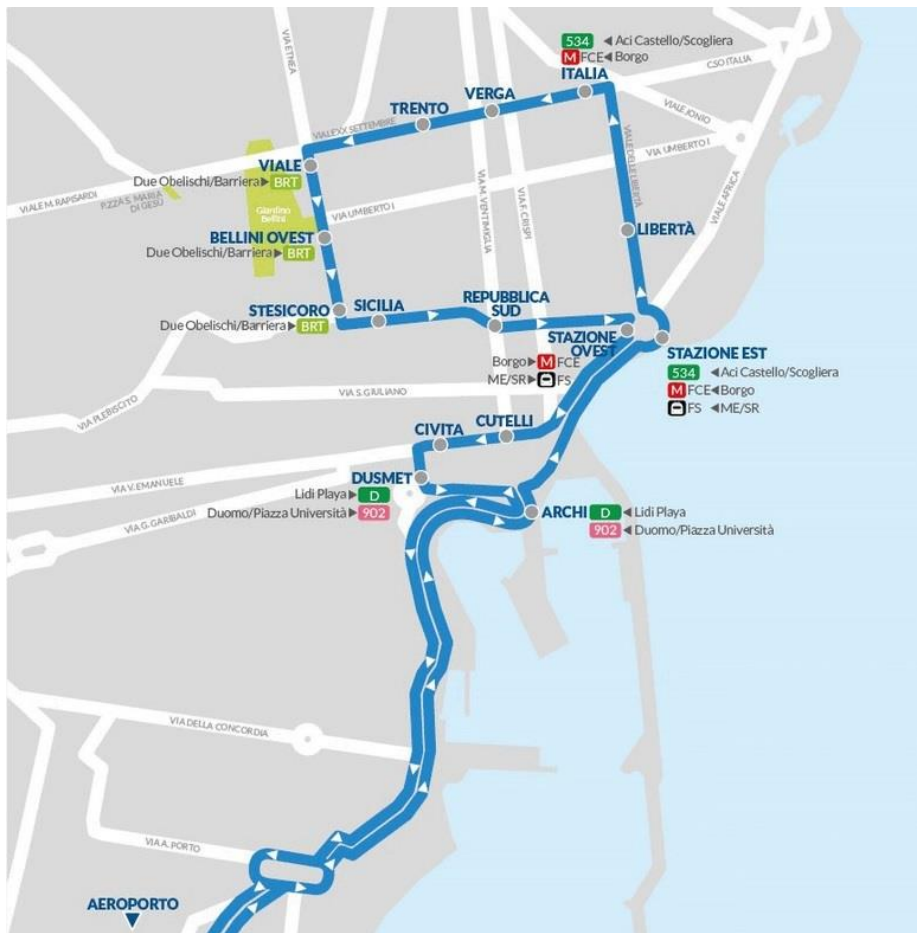 VIA ETNEA
534 Aci Castello/Scogliera
M FCE Borgo
ITALIA
CSO ITALIA
VERGA
TRENTO
VIALE XX SETTEMBRE
VIALE JONIO
VIA UMBERTO I
VIALE DELLE LIBERTÀ
VIALE AFRICA
VIALE
Due Obelischi/Barriera BRT
VIALE M. RAPISARDI
P.ZZA S. MARIA
DI GESÙ
Giardino
Bellini
VIA UMBERTO I
VIA M. VENTIMIGLIA
VIA F. CRISPI
BELLINI OVEST
Due Obelischi/Barriera BRT
LIBERTÀ
STESICORO
Due Obelischi/Barriera BRT
SICILIA
REPUBBLICA
SUD
STAZIONE
OVEST
Borgo M FCE
ME/SR FS
STAZIONE EST
534 Aci Castello/Scogliera
M FCE Borgo
FS ME/SR
VIA S. GIULIANO
VIA PLEBISCITO
CIVITA
CUTELLI
VIA V. EMANUELE
DUSMET
Lidi Playa D
Duomo/Piazza Università 902
VIA G. GARIBALDI
ARCHI D Lidi Playa
902 Duomo/Piazza Università
VIA DELLA CONCORDIA
VIA A. PORTO
AEROPORTO